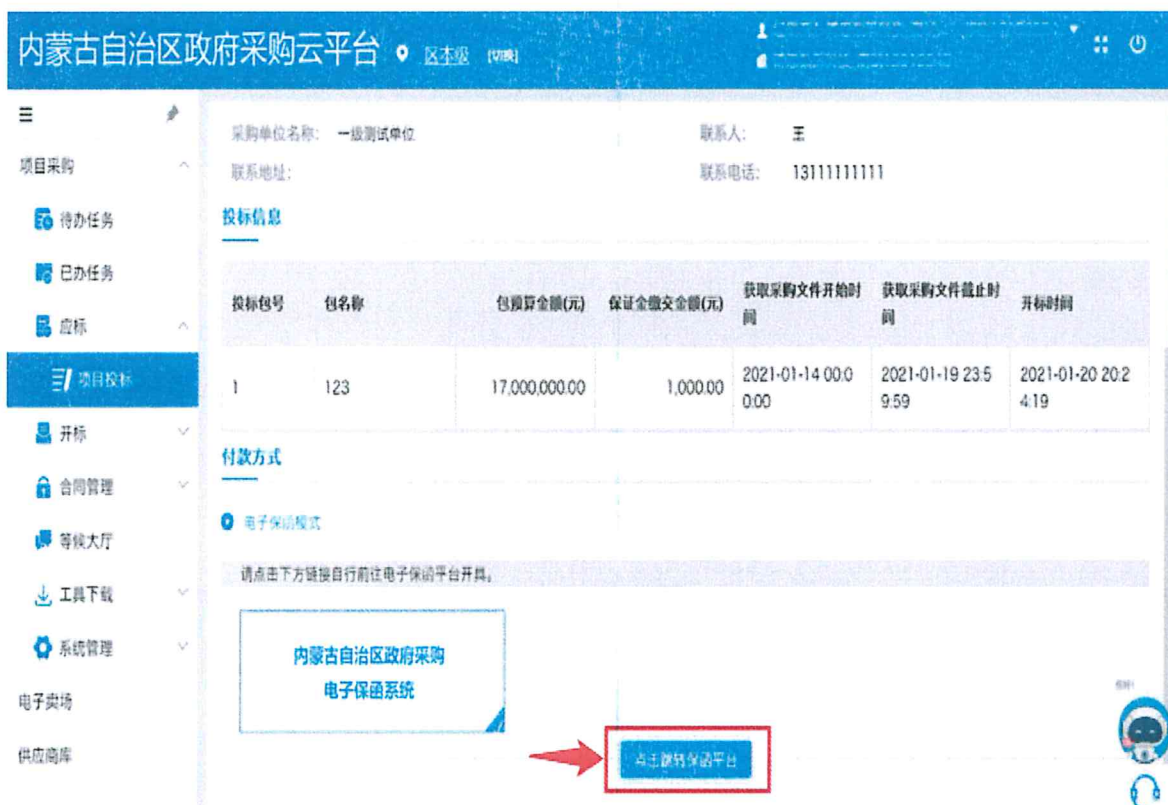 内蒙古自治区政府采购云平台 区本级 [切换]
采购单位名称: 一级测试单位 联系人: 王
项目采购
联系地址: 联系电话: 13111111111
待办任务
投标信息
已办任务
投标包号 包名称 包预算金额(元) 保证金缴交金额(元) 获取采购文件开始时间 获取采购文件截止时间 开标时间
应标
项目投标
1 123 17,000,000.00 1,000.00 2021-01-14 00:00:00 2021-01-19 23:59:59 2021-01-20 20:24:19
开标
付款方式
合同管理
电子保函模式
等候大厅
请点击下方链接自行前往电子保函平台开具。
工具下载
系统管理
内蒙古自治区政府采购
电子保函系统
电子卖场
供应商库
点击跳转保函平台